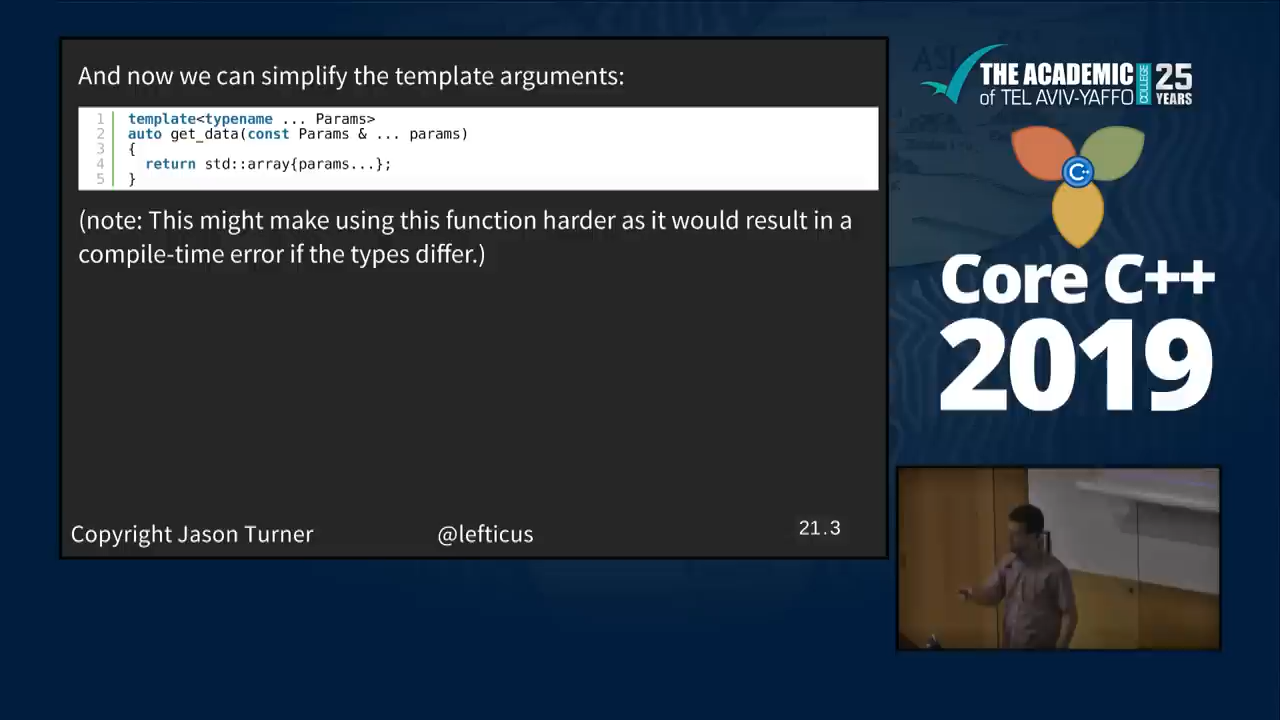 And now we can simplify the template arguments:
1 template<typename ... Params>
2 auto get_data(const Params & ... params)
3 {
4 return std::array{params...};
5 }
(note: This might make using this function harder as it would result in a
compile-time error if the types differ.)
Copyright Jason Turner @lefticus 21.3
THE ACADEMIC COLLEGE 25
of TEL AVIV-YAFFO YEARS
C++
Core C++
2019